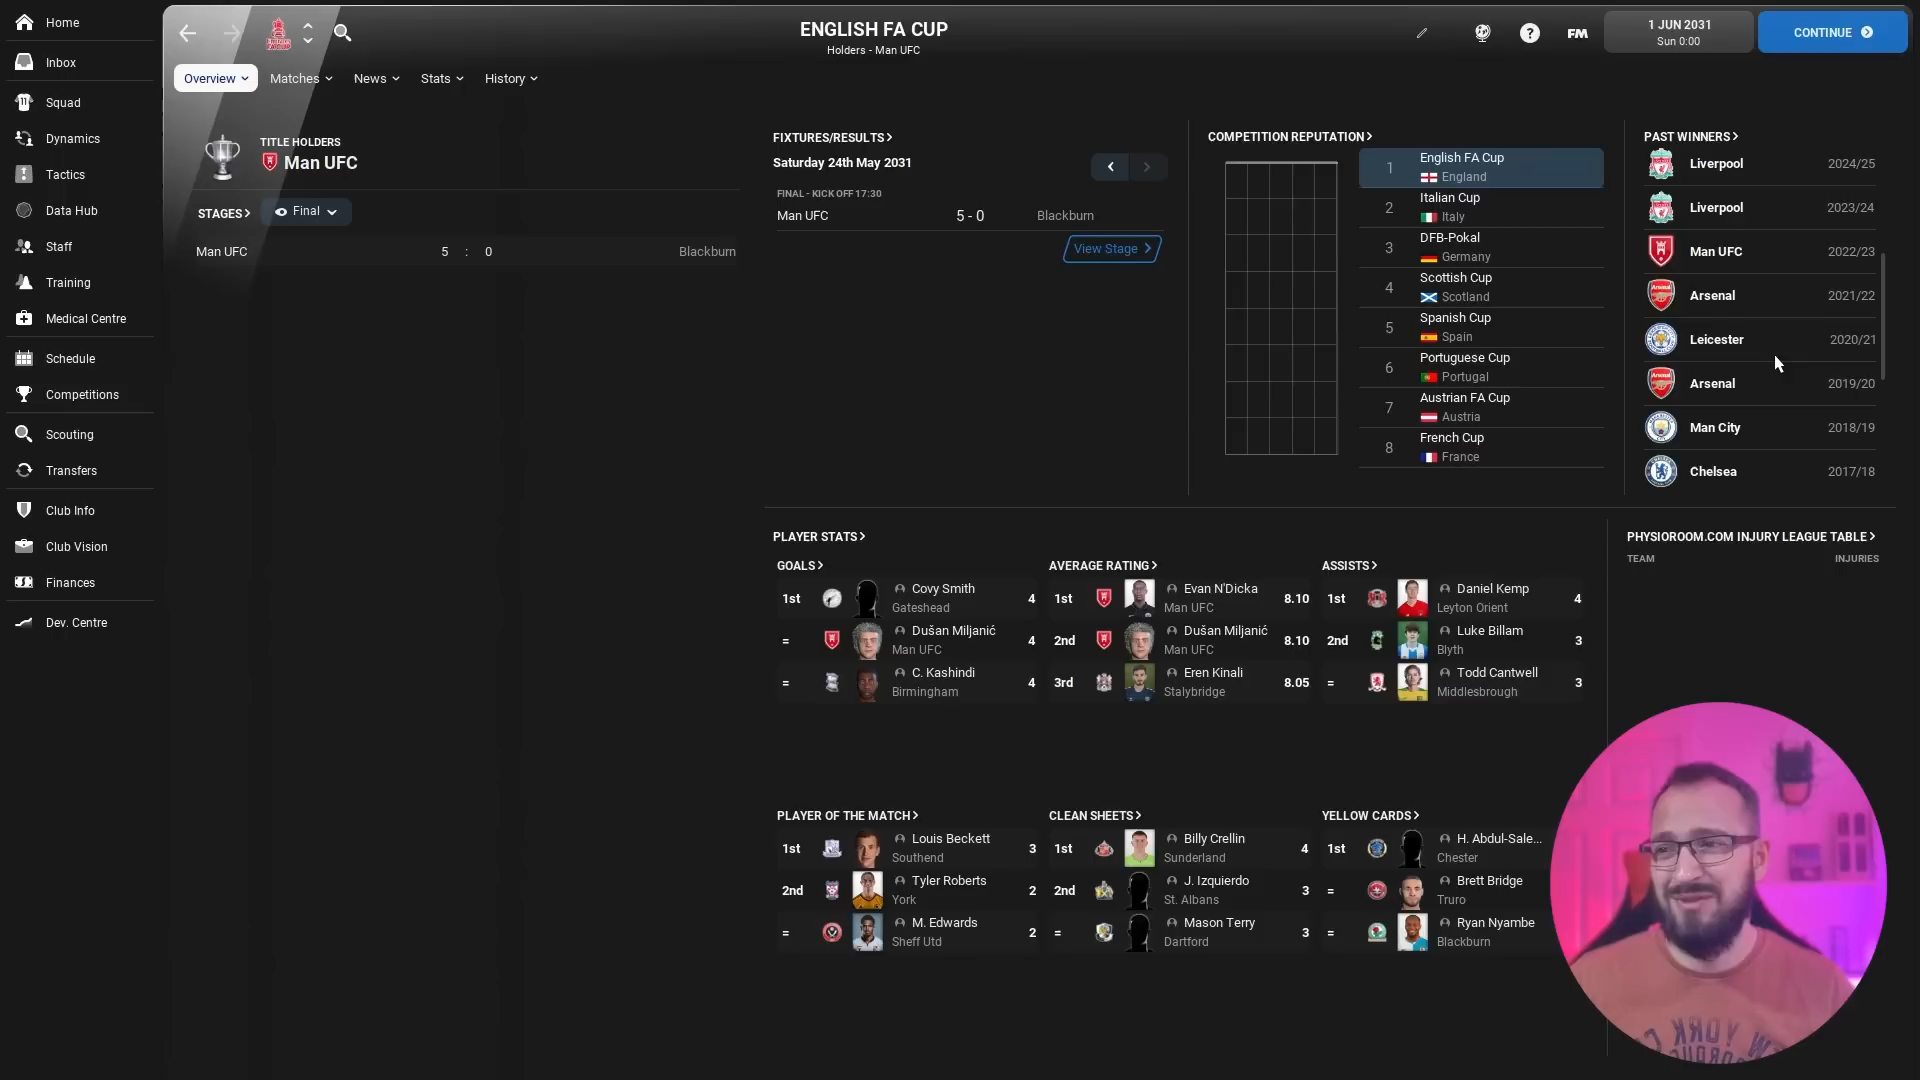 Home
Inbox
Squad
Dynamics
Tactics
Data Hub
Staff
Training
Medical Centre
Schedule
Competitions
Scouting
Transfers
Club Info
Club Vision
Finances
Dev. Centre
ENGLISH FA CUP
Holders - Man UFC
FM
1 JUN 2031
Sun 0:00
CONTINUE
Overview
Matches
News
Stats
History
TITLE HOLDERS
Man UFC
STAGES
Final
Man UFC 5 : 0 Blackburn
FIXTURES/RESULTS
Saturday 24th May 2031
FINAL - KICK OFF 17:30
Man UFC 5 - 0 Blackburn
View Stage
COMPETITION REPUTATION
1 English FA Cup
England
2 Italian Cup
Italy
3 DFB-Pokal
Germany
4 Scottish Cup
Scotland
5 Spanish Cup
Spain
6 Portuguese Cup
Portugal
7 Austrian FA Cup
Austria
8 French Cup
France
PAST WINNERS
Liverpool 2024/25
Liverpool 2023/24
Man UFC 2022/23
Arsenal 2021/22
Leicester 2020/21
Arsenal 2019/20
Man City 2018/19
Chelsea 2017/18
PLAYER STATS
GOALS
1st Covy Smith 4
Gateshead
= Dušan Miljanić 4
Man UFC
= C. Kashindi 4
Birmingham
AVERAGE RATING
1st Evan N'Dicka 8.10
Man UFC
2nd Dušan Miljanić 8.10
Man UFC
3rd Eren Kinali 8.05
Stalybridge
ASSISTS
1st Daniel Kemp 4
Leyton Orient
2nd Luke Billam 3
Blyth
= Todd Cantwell 3
Middlesbrough
PHYSIOROOM.COM INJURY LEAGUE TABLE
TEAM INJURIES
PLAYER OF THE MATCH
1st Louis Beckett 3
Southend
2nd Tyler Roberts 2
York
= M. Edwards 2
Sheff Utd
CLEAN SHEETS
1st Billy Crellin 4
Sunderland
2nd J. Izquierdo 3
St. Albans
= Mason Terry 3
Dartford
YELLOW CARDS
1st H. Abdul-Sale...
Chester
= Brett Bridge
Truro
= Ryan Nyambe
Blackburn